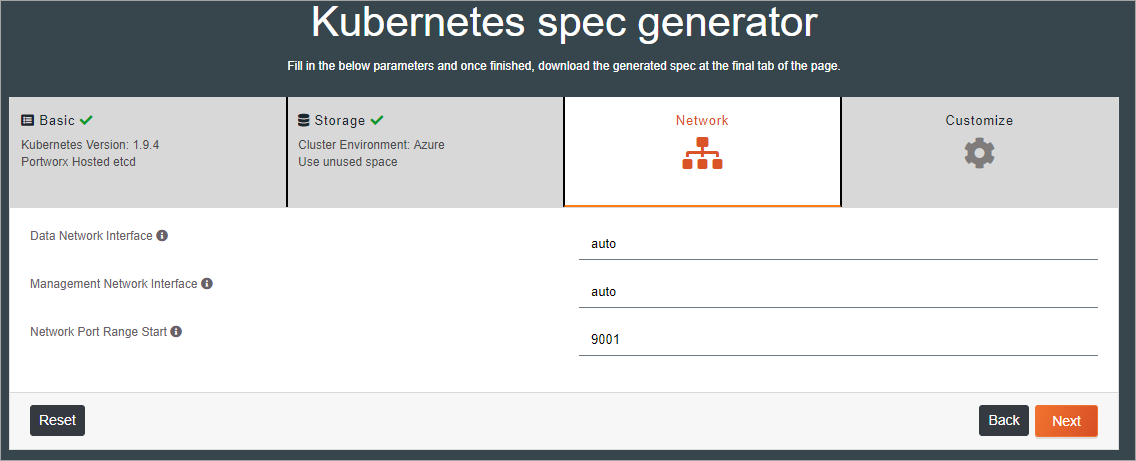 Kubernetes spec generator
Fill in the below parameters and once finished, download the generated spec at the final tab of the page.
Basic
Kubernetes Version: 1.9.4
Portworx Hosted etcd
Storage
Cluster Environment: Azure
Use unused space
Network
Customize
Data Network Interface
auto
Management Network Interface
auto
Network Port Range Start
9001
Reset
Back
Next